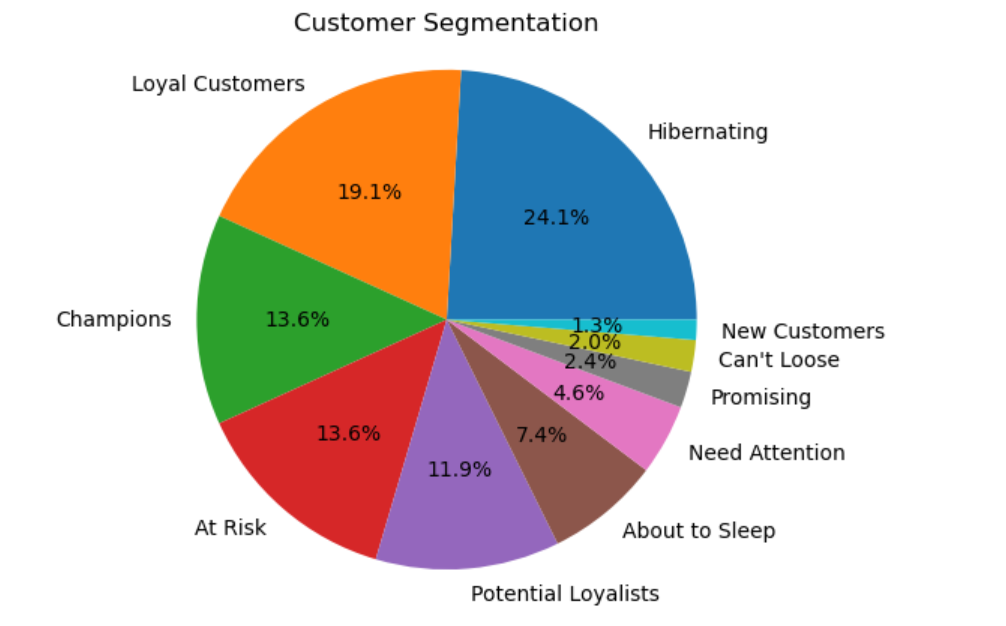 Customer Segmentation
Loyal Customers
Hibernating
19.1%
24.1%
Champions
13.6%
1.3%
New Customers
2.0%
Can't Loose
2.4%
Promising
4.6%
Need Attention
13.6%
7.4%
11.9%
At Risk
About to Sleep
Potential Loyalists